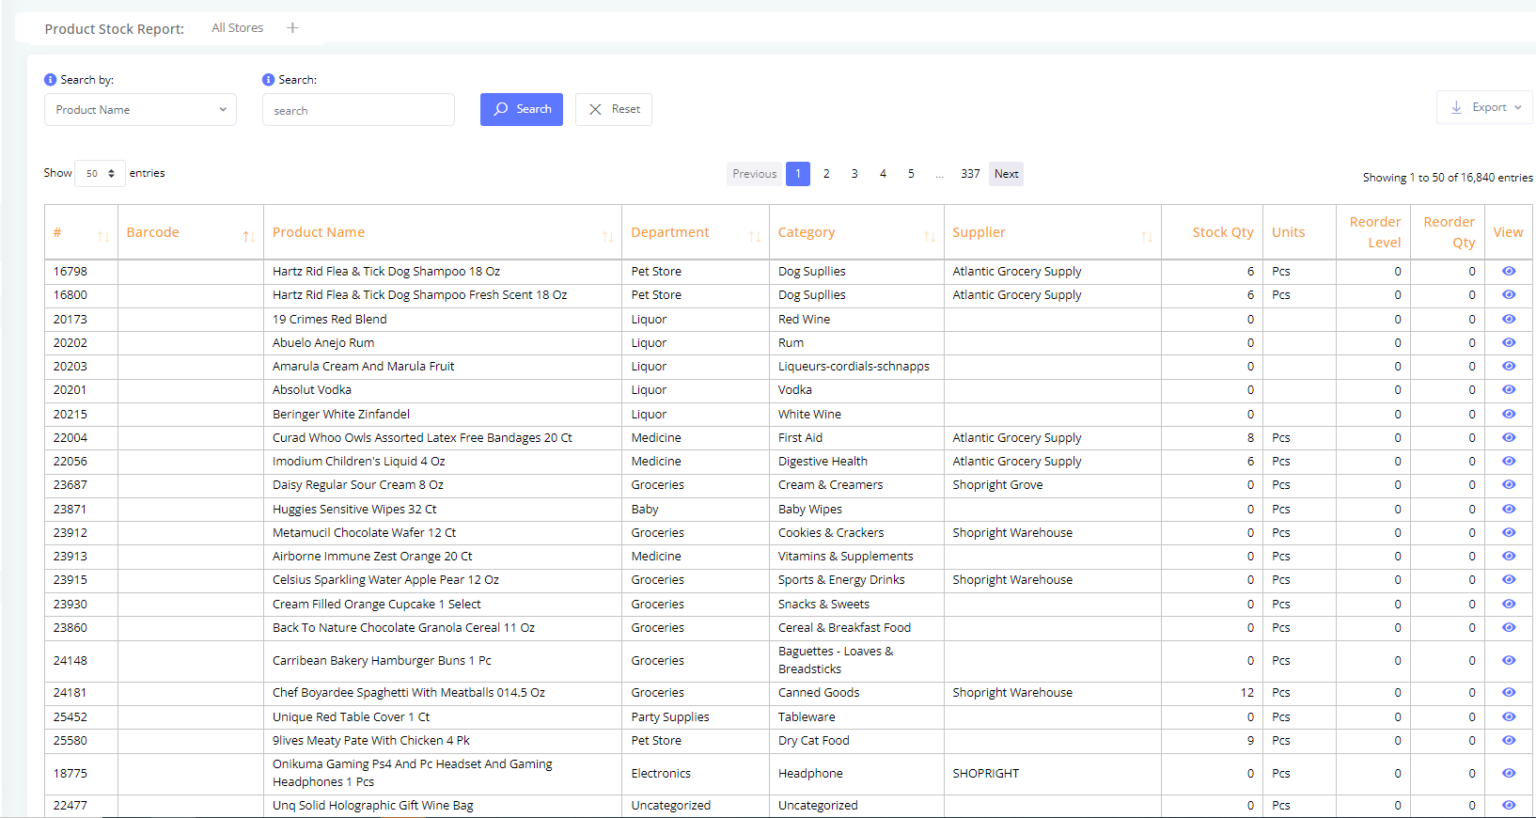 Product Stock Report: All Stores +
Search by: Search:
Product Name search Search Reset Export
Show 50 entries Previous 1 2 3 4 5 ... 337 Next Showing 1 to 50 of 16,840 entries
# Barcode Product Name Department Category Supplier Stock Qty Units Reorder Level Reorder Qty View
16798 Hartz Rid Flea & Tick Dog Shampoo 18 Oz Pet Store Dog Supllies Atlantic Grocery Supply 6 Pcs 0 0
16800 Hartz Rid Flea & Tick Dog Shampoo Fresh Scent 18 Oz Pet Store Dog Supllies Atlantic Grocery Supply 6 Pcs 0 0
20173 19 Crimes Red Blend Liquor Red Wine 0 0 0
20202 Abuelo Anejo Rum Liquor Rum 0 0 0
20203 Amarula Cream And Marula Fruit Liquor Liqueurs-cordials-schnapps 0 0 0
20201 Absolut Vodka Liquor Vodka 0 0 0
20215 Beringer White Zinfandel Liquor White Wine 0 0 0
22004 Curad Whoo Owls Assorted Latex Free Bandages 20 Ct Medicine First Aid Atlantic Grocery Supply 8 Pcs 0 0
22056 Imodium Children's Liquid 4 Oz Medicine Digestive Health Atlantic Grocery Supply 6 Pcs 0 0
23687 Daisy Regular Sour Cream 8 Oz Groceries Cream & Creamers Shopright Grove 0 Pcs 0 0
23871 Huggies Sensitive Wipes 32 Ct Baby Baby Wipes 0 Pcs 0 0
23912 Metamucil Chocolate Wafer 12 Ct Groceries Cookies & Crackers Shopright Warehouse 0 Pcs 0 0
23913 Airborne Immune Zest Orange 20 Ct Medicine Vitamins & Supplements 0 Pcs 0 0
23915 Celsius Sparkling Water Apple Pear 12 Oz Groceries Sports & Energy Drinks Shopright Warehouse 0 Pcs 0 0
23930 Cream Filled Orange Cupcake 1 Select Groceries Snacks & Sweets 0 Pcs 0 0
23860 Back To Nature Chocolate Granola Cereal 11 Oz Groceries Cereal & Breakfast Food 0 Pcs 0 0
24148 Carribean Bakery Hamburger Buns 1 Pc Groceries Baguettes - Loaves & Breadsticks 0 Pcs 0 0
24181 Chef Boyardee Spaghetti With Meatballs 014.5 Oz Groceries Canned Goods Shopright Warehouse 12 Pcs 0 0
25452 Unique Red Table Cover 1 Ct Party Supplies Tableware 0 Pcs 0 0
25580 9lives Meaty Pate With Chicken 4 Pk Pet Store Dry Cat Food 9 Pcs 0 0
18775 Onikuma Gaming Ps4 And Pc Headset And Gaming Headphones 1 Pcs Electronics Headphone SHOPRIGHT 0 Pcs 0 0
22477 Unq Solid Holographic Gift Wine Bag Uncategorized Uncategorized 0 Pcs 0 0